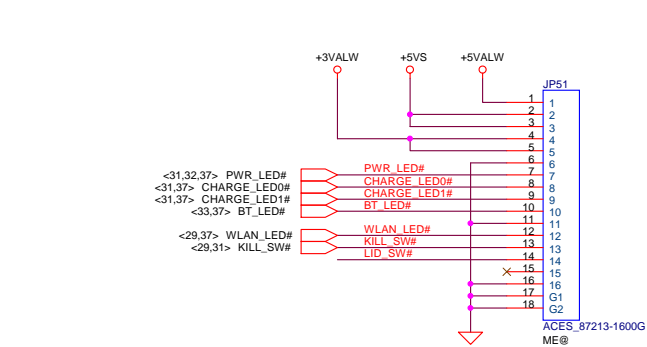 +3VALW +5VS +5VALW
JP51
1 1
2 2
3 3
4 4
5 5
6 6
<31,32,37> PWR_LED# PWR_LED# 7 7
<31,37> CHARGE_LED0# CHARGE_LED0# 8 8
<31,37> CHARGE_LED1# CHARGE_LED1# 9 9
<33,37> BT_LED# BT_LED# 10 10
11 11
<29,37> WLAN_LED# WLAN_LED# 12 12
<29,31> KILL_SW# KILL_SW# 13 13
LID_SW# 14 14
15 15
16 16
17 G1
18 G2
ACES_87213-1600G
ME@